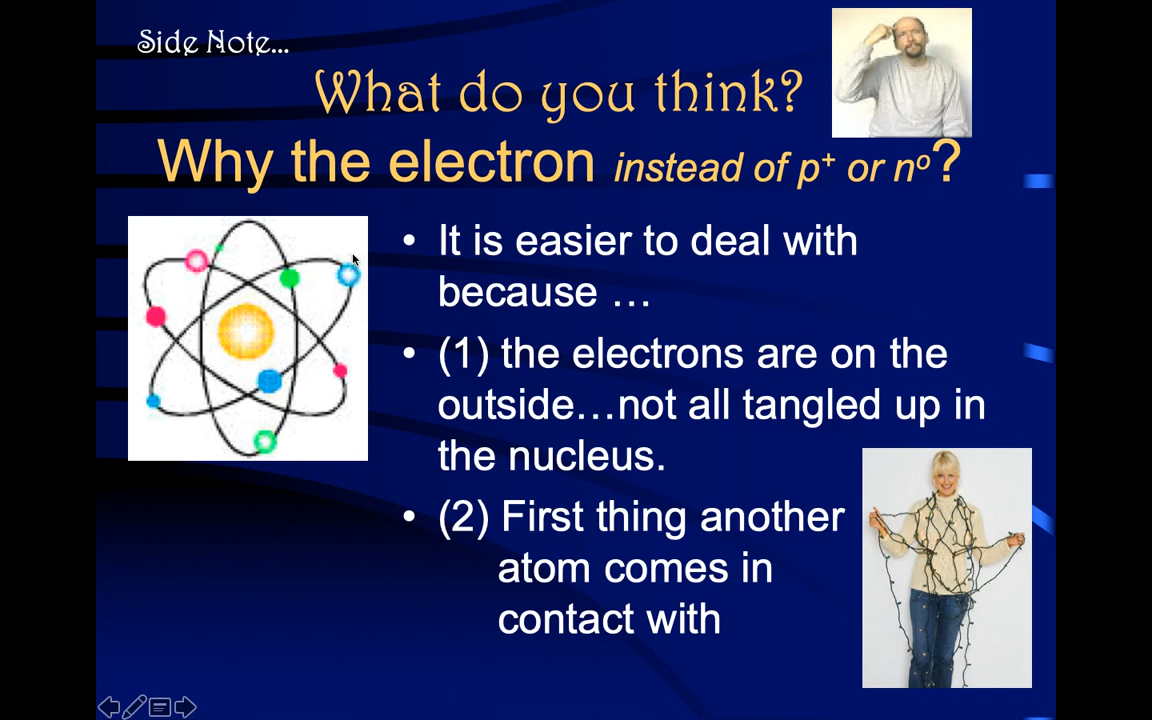 Side Note...
What do you think?
Why the electron instead of p⁺ or nº?
• It is easier to deal with
because …
• (1) the electrons are on the
outside…not all tangled up in
the nucleus.
• (2) First thing another
atom comes in
contact with